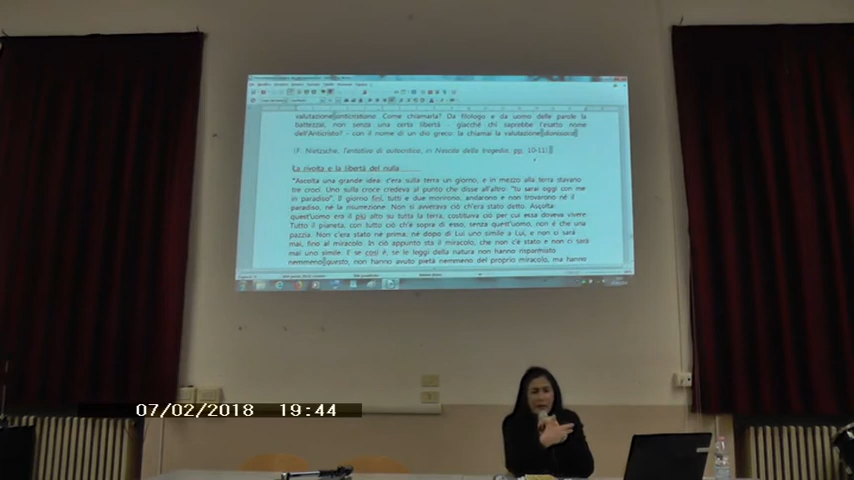 valutazione anticristiana. Come chiamarla? Da filologo e da uomo delle parole la
battezzai, non senza una certa libertà - giacché chi saprebbe l'esatto nome
dell'Anticristo? - con il nome di un dio greco: la chiamai la valutazione dionisiaca
(F. Nietzsche, Tentativo di autocritica, in Nascita della tragedia, pp. 10-11)
La rivolta e la libertà del nulla
"Ascolta una grande idea: c'era sulla terra un giorno, e in mezzo alla terra stavano
tre croci. Uno sulla croce credeva al punto che disse all'altro: "tu sarai oggi con me
in paradiso". Il giorno finì, tutti e due morirono, andarono e non trovarono né il
paradiso, né la risurrezione. Non si avverava ciò ch'era stato detto. Ascolta:
quest'uomo era il più alto su tutta la terra, costituiva ciò per cui essa doveva vivere
Tutto il pianeta, con tutto ciò ch'è sopra di esso, senza quest'uomo, non è che una
pazzia. Non c'era stato né prima, né dopo di Lui uno simile a Lui, e non ci sarà
mai, fino al miracolo. In ciò appunto sta il miracolo, che non c'è stato e non ci sarà
mai uno simile. E se così è, se le leggi della natura non hanno risparmiato
nemmeno questo, non hanno avuto pietà nemmeno del proprio miracolo, ma hanno
07/02/2018 19:44